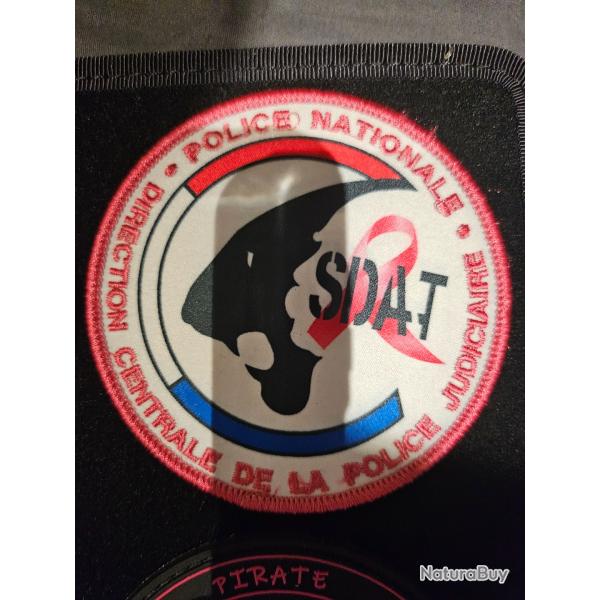 • POLICE NATIONALE •
DIRECTION CENTRALE DE LA POLICE JUDICIAIRE
SDAT
PIRATE
NaturaBuy